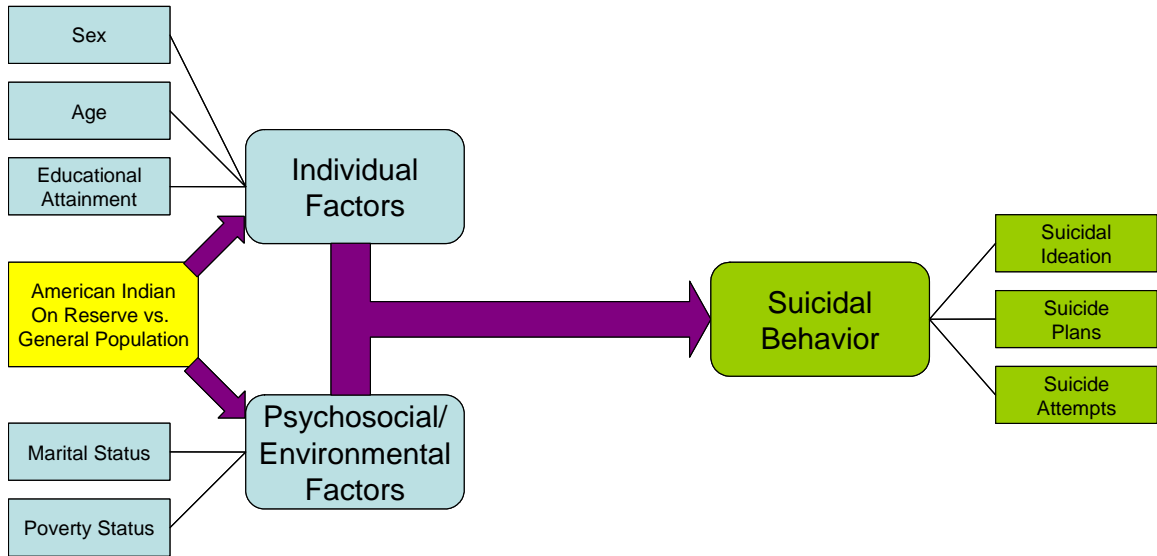 Sex
Age
Educational
Attainment
American Indian
On Reserve vs.
General Population
Marital Status
Poverty Status
Individual
Factors
Psychosocial/
Environmental
Factors
Suicidal
Behavior
Suicidal
Ideation
Suicide
Plans
Suicide
Attempts